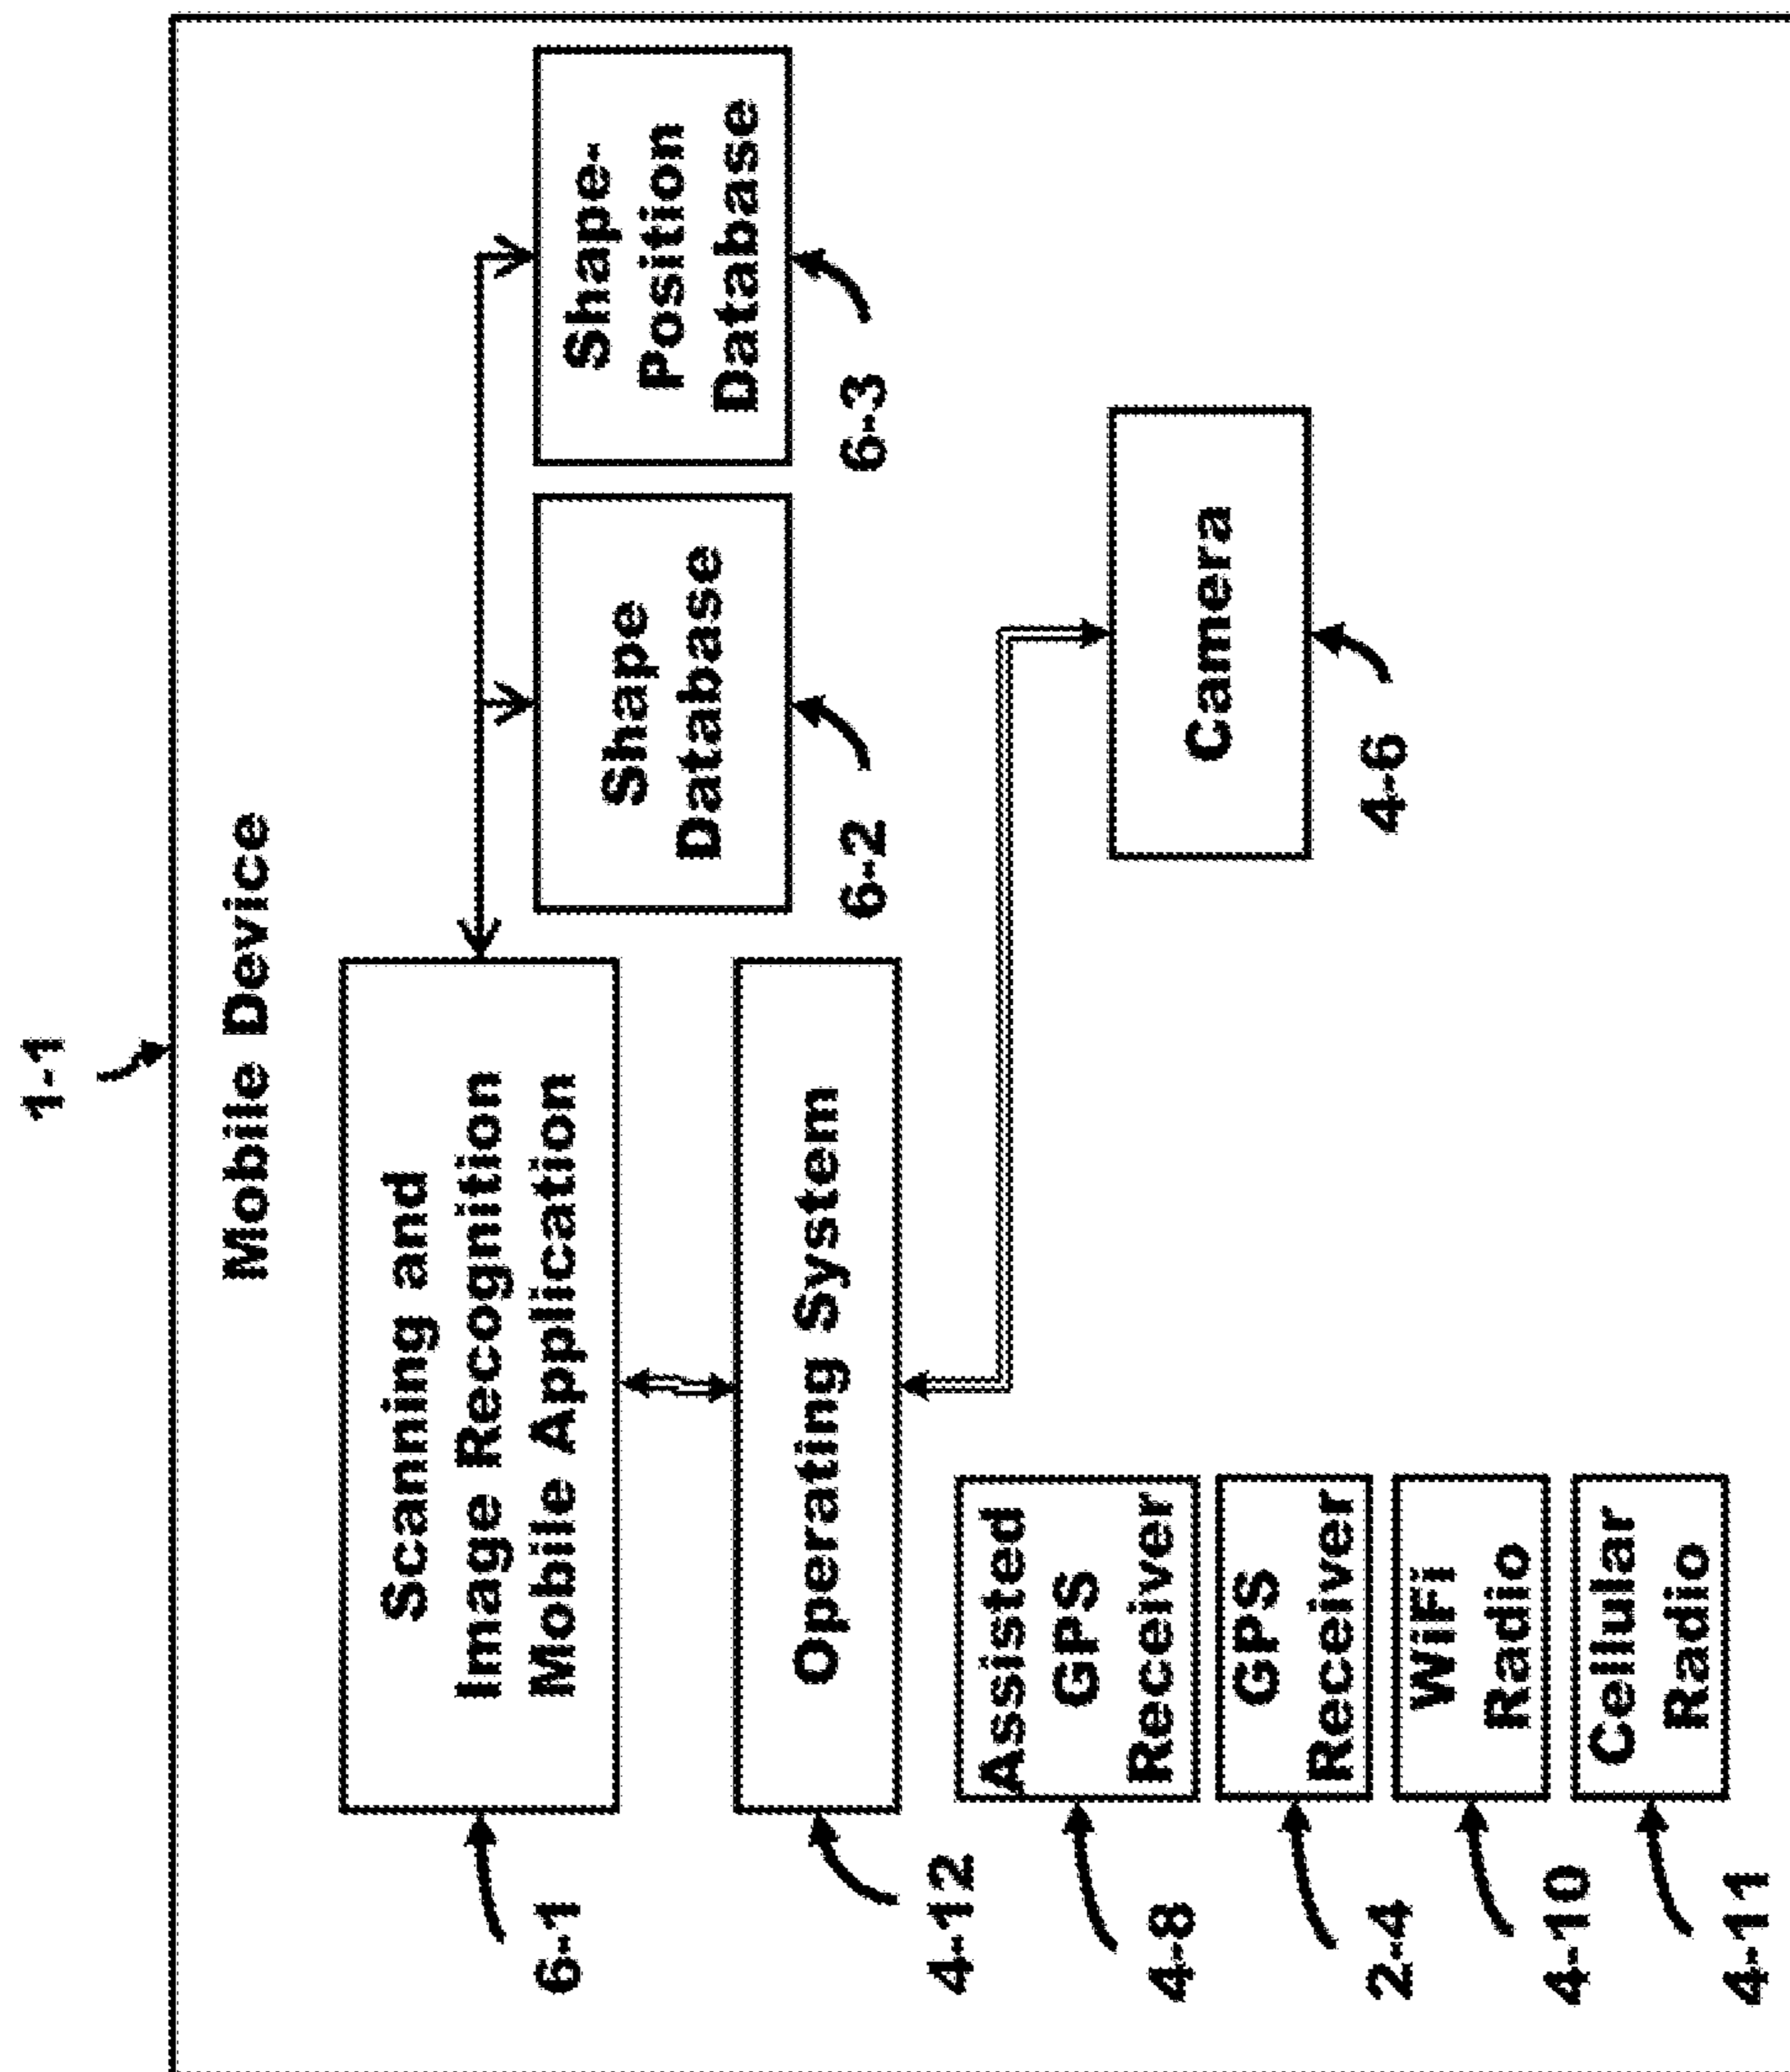 1-1
Mobile Device
Scanning and
Image Recognition
Mobile Application
6-1
Shape
Database
6-2
Shape-
Position
Database
6-3
Operating System
4-12
Camera
4-6
Assisted
GPS
Receiver
4-8
GPS
Receiver
2-4
WiFi
Radio
4-10
Cellular
Radio
4-11